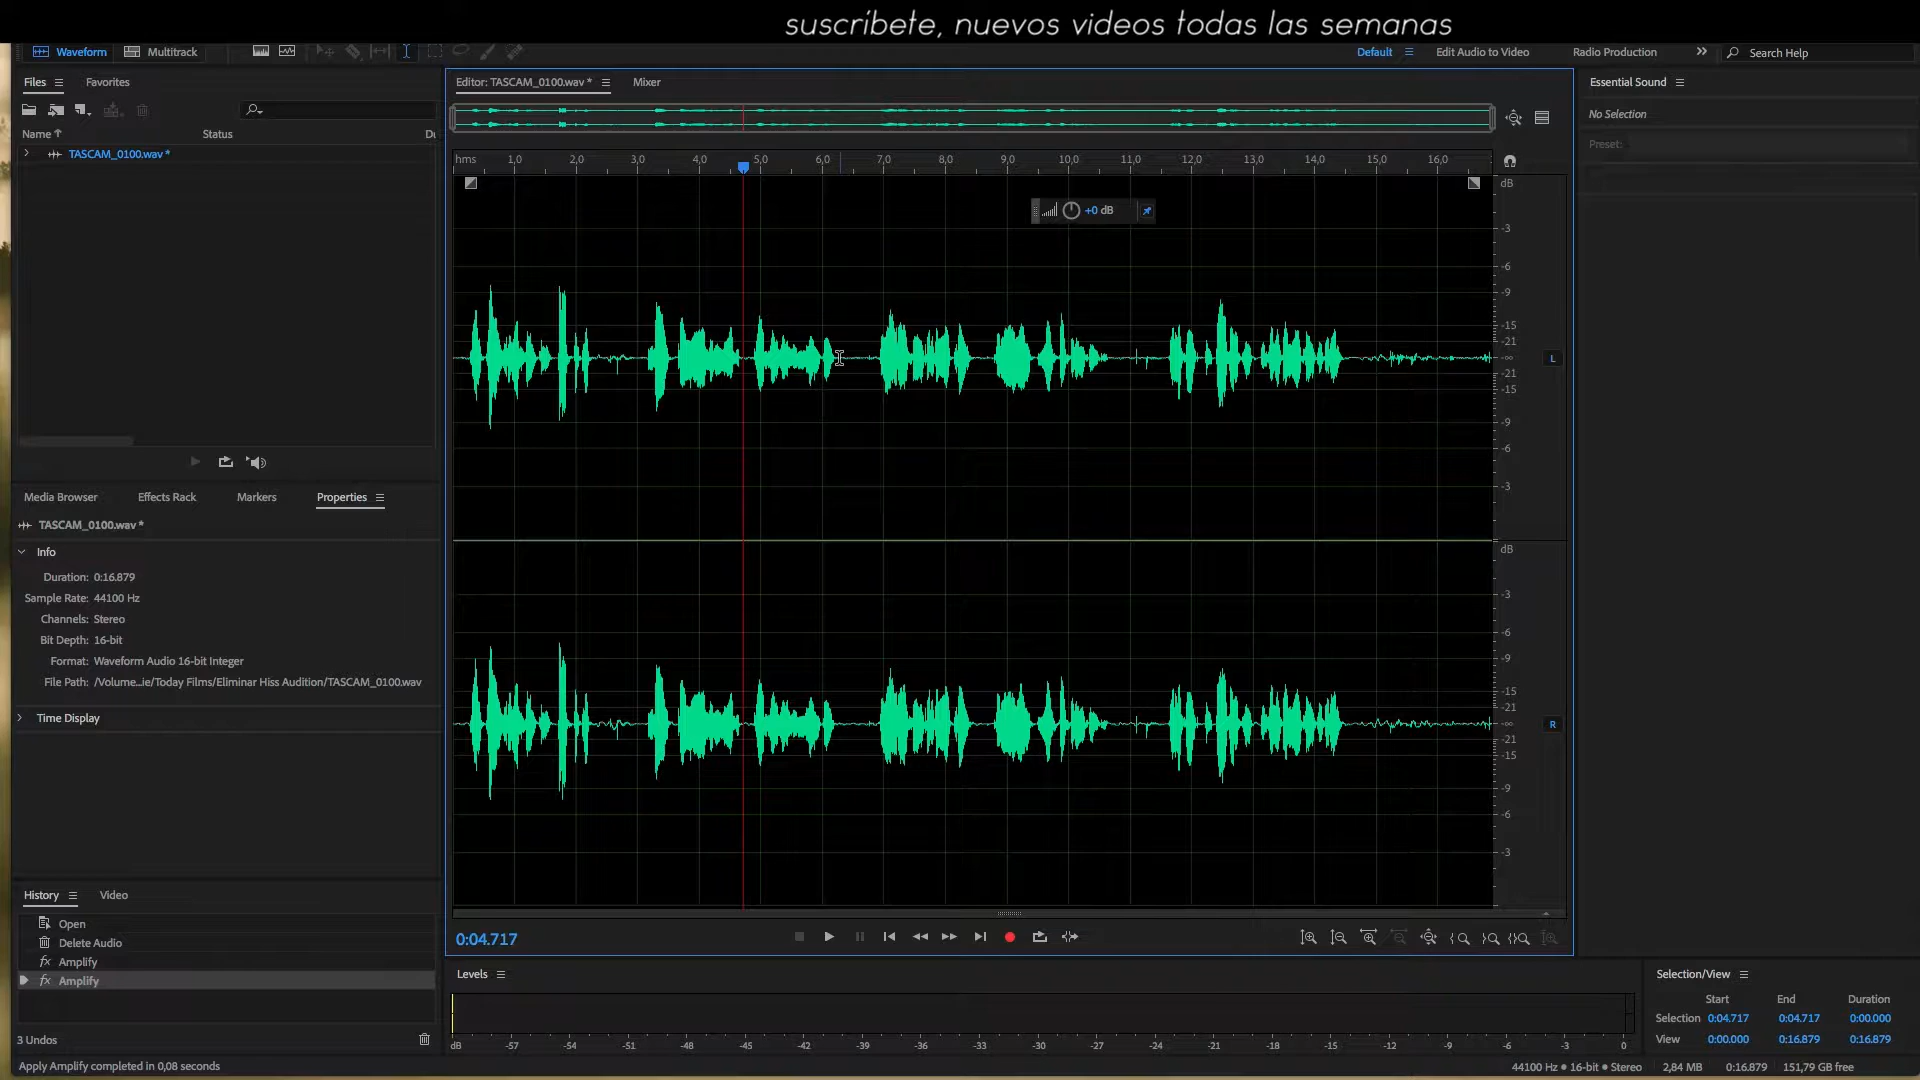 suscríbete, nuevos videos todas las semanas
Waveform Multitrack Default Edit Audio to Video Radio Production Search Help
Files Favorites
Name Status Du
TASCAM_0100.wav *
Media Browser Effects Rack Markers Properties
TASCAM_0100.wav *
Info
Duration: 0:16.879
Sample Rate: 44100 Hz
Channels: Stereo
Bit Depth: 16-bit
Format: Waveform Audio 16-bit Integer
File Path: /Volume...ie/Today Films/Eliminar Hiss Audition/TASCAM_0100.wav
Time Display
History Video
Open
Delete Audio
Amplify
Amplify
3 Undos
Apply Amplify completed in 0,08 seconds
Editor: TASCAM_0100.wav * Mixer
hms 1,0 2,0 3,0 4,0 5,0 6,0 7,0 8,0 9,0 10,0 11,0 12,0 13,0 14,0 15,0 16,0
+0 dB
dB
-3
-6
-9
-15
-21
-∞
-21
-15
-9
-6
-3
L
dB
-3
-6
-9
-15
-21
-∞
-21
-15
-9
-6
-3
R
0:04.717
Levels
dB -57 -54 -51 -48 -45 -42 -39 -36 -33 -30 -27 -24 -21 -18 -15 -12 -9 -6 -3 0
Essential Sound
No Selection
Preset:
Selection/View
Start End Duration
Selection 0:04.717 0:04.717 0:00.000
View 0:00.000 0:16.879 0:16.879
44100 Hz • 16-bit • Stereo 2,84 MB 0:16.879 151,79 GB free